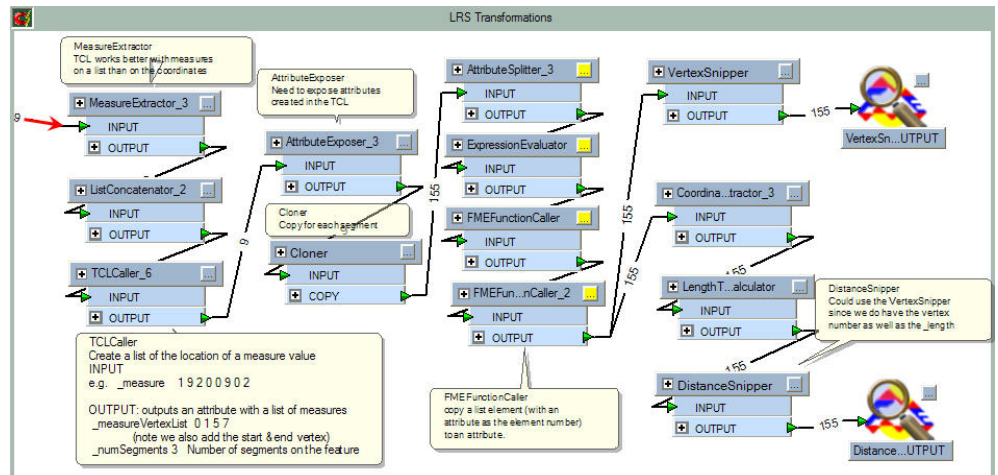 LRS Transformations
MeasureExtractor
TCL works better with measures
on a list than on the coordinates
MeasureExtractor_3
INPUT
OUTPUT
9
ListConcatenator_2
INPUT
OUTPUT
TCLCaller_6
INPUT
OUTPUT
TCLCaller
Create a list of the location of a measure value
INPUT
e.g. _measure 1 9 2 0 0 9 0 2
OUTPUT: outputs an attribute with a list of measures
_measureVertexList 0 1 5 7
(note we also add the start & end vertex)
_numSegments 3 Number of segments on the feature
9
AttributeExposer
Need to expose attributes
created in the TCL
AttributeExposer_3
INPUT
OUTPUT
Cloner
Copy for each segment
Cloner
INPUT
COPY
155
AttributeSplitter_3
INPUT
OUTPUT
ExpressionEvaluator
INPUT
OUTPUT
FMEFunctionCaller
INPUT
OUTPUT
FMEFun...nCaller_2
INPUT
OUTPUT
FMEFunctionCaller
copy a list element (with an
attribute as the element number)
to an attribute.
155
155
VertexSnipper
INPUT
OUTPUT
155
VertexSn...UTPUT
Coordina...tractor_3
INPUT
OUTPUT
155
LengthT...alculator
INPUT
OUTPUT
155
DistanceSnipper
Could use the VertexSnipper
since we do have the vertex
number as well as the _length
DistanceSnipper
INPUT
OUTPUT
155
Distance...UTPUT